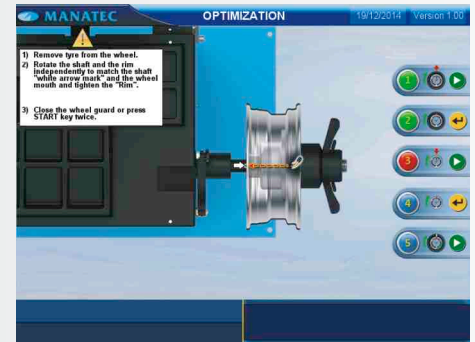 MANATEC
OPTIMIZATION
19/12/2014 Version 1.00
1) Remove tyre from the wheel.
2) Rotate the shaft and the rim
independently to match the shaft
"white arrow mark" and the wheel
mouth and tighten the "Rim".
3) Close the wheel guard or press
START key twice.
1
2
3
4
5